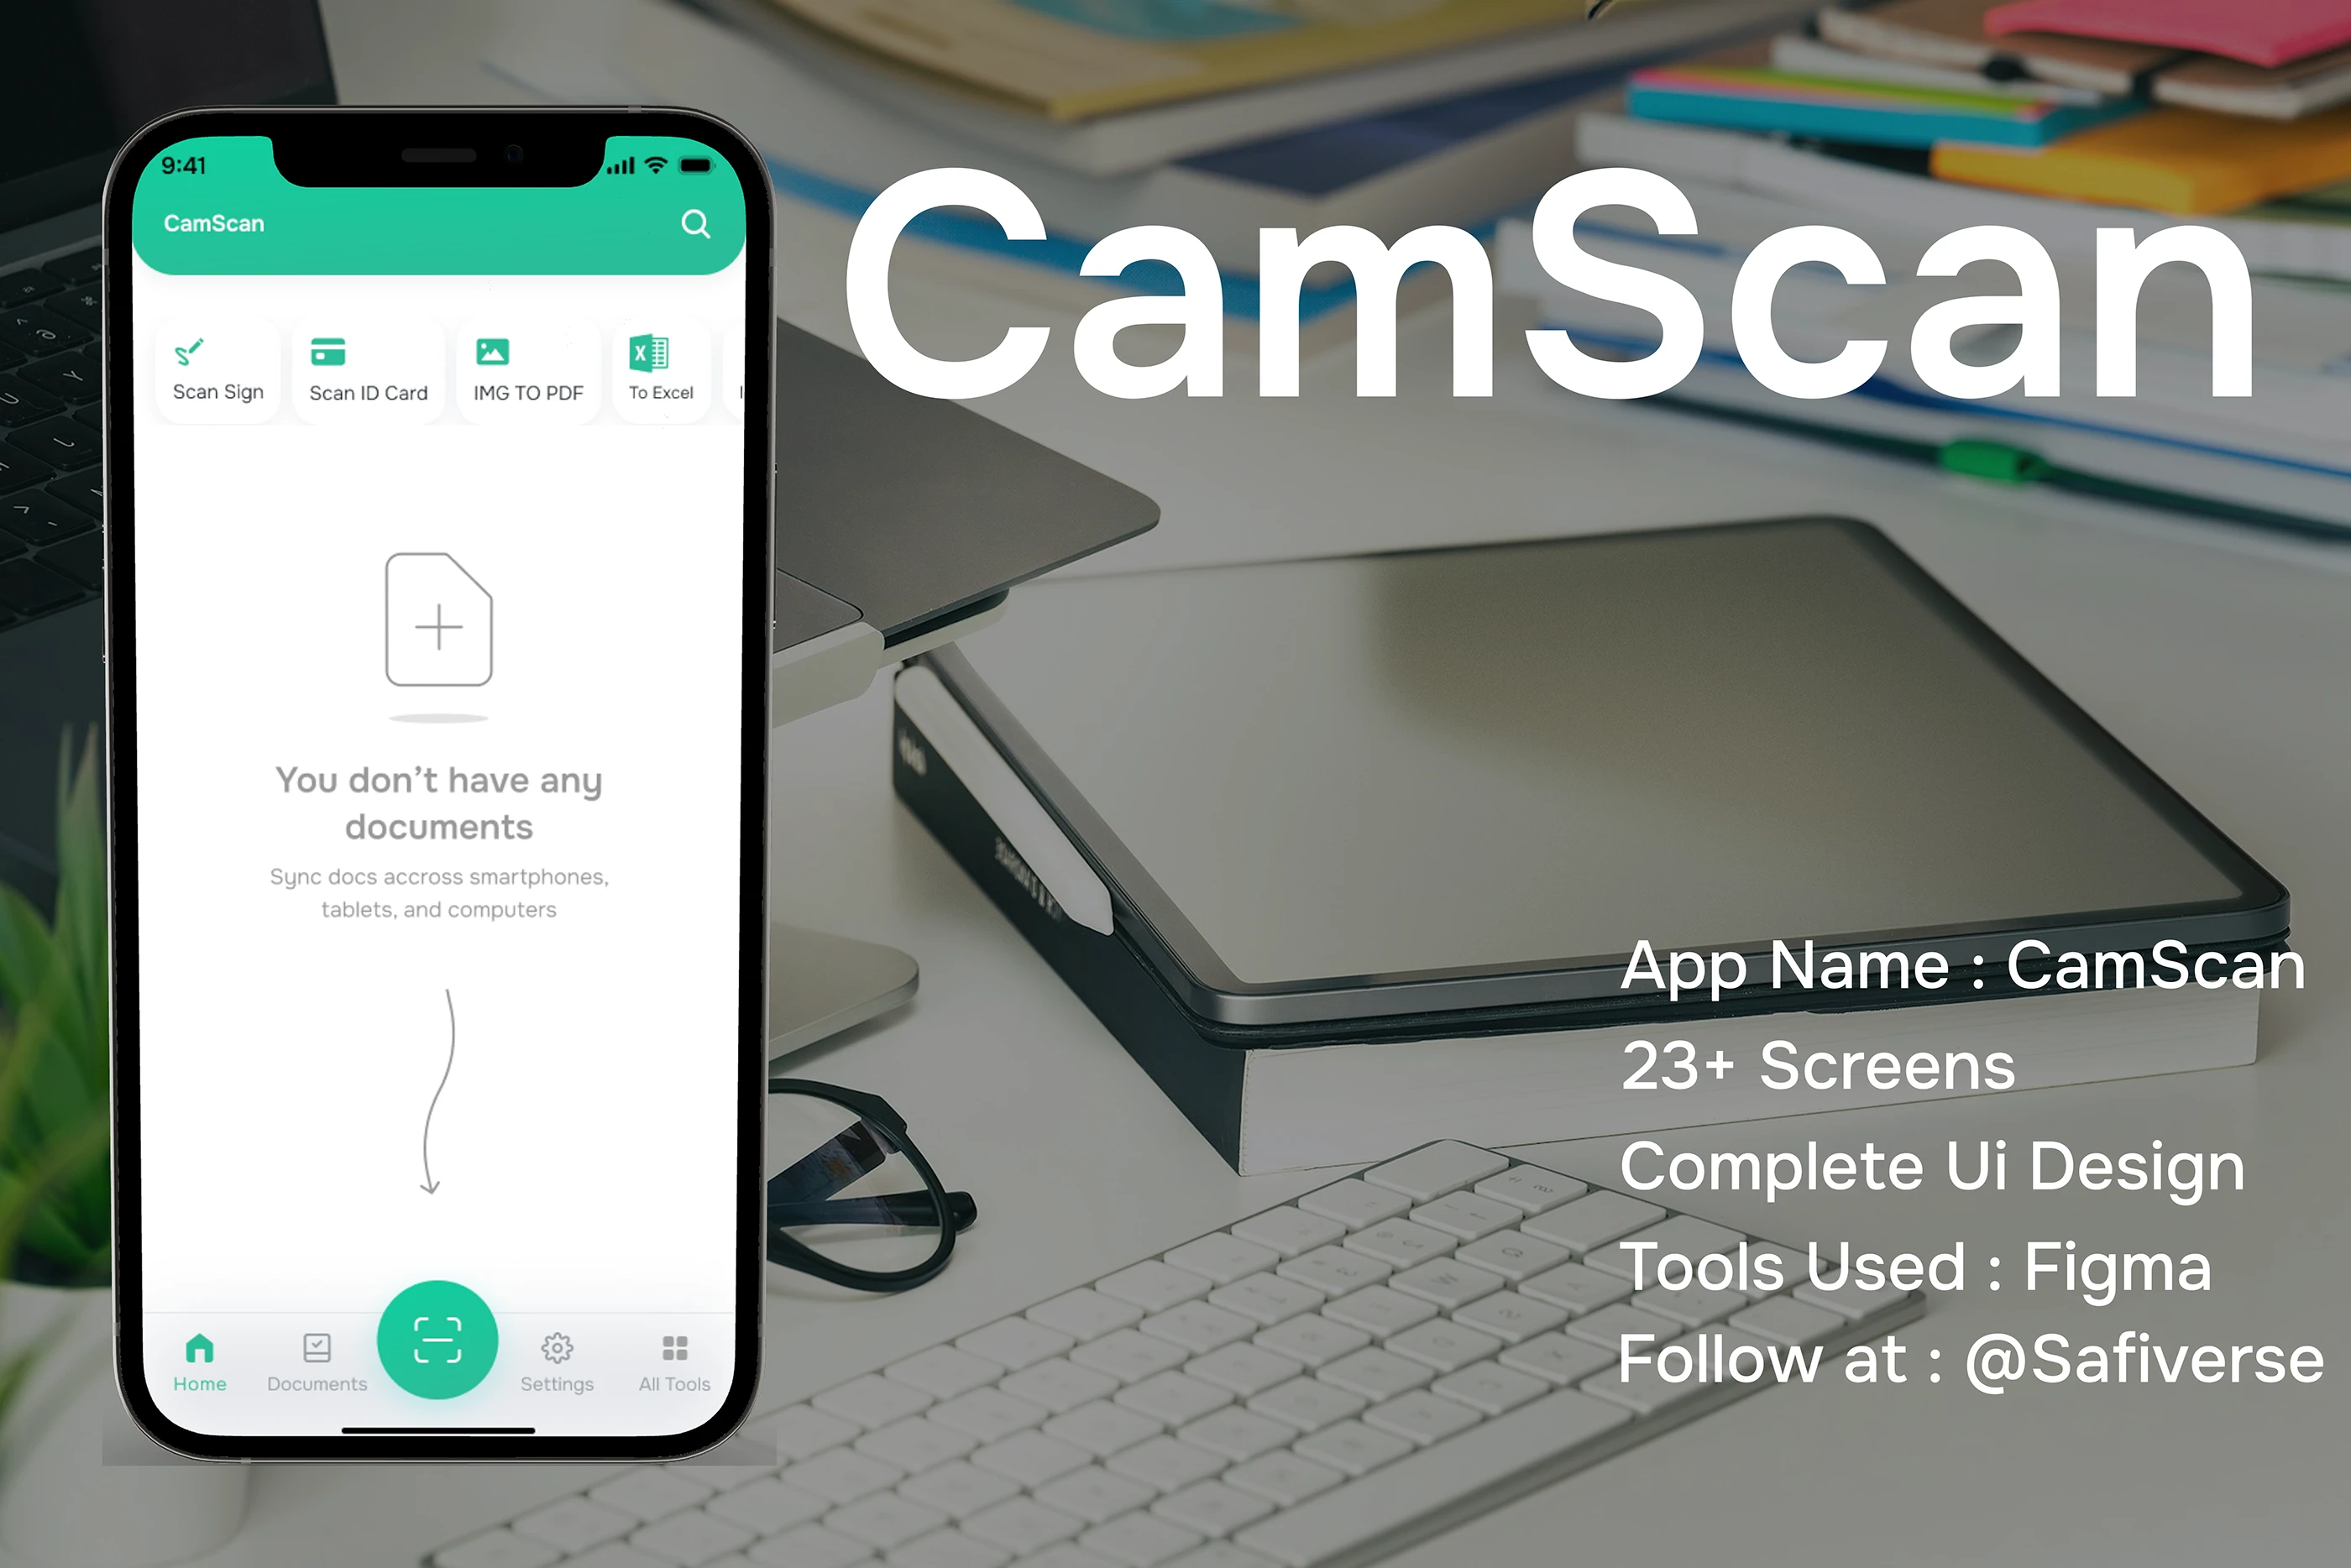 9:41
CamScan
Scan Sign
Scan ID Card
IMG TO PDF
To Excel
You don't have any
documents
Sync docs accross smartphones,
tablets, and computers
Home
Documents
Settings
All Tools
CamScan
App Name : CamScan
23+ Screens
Complete Ui Design
Tools Used : Figma
Follow at : @Safiverse